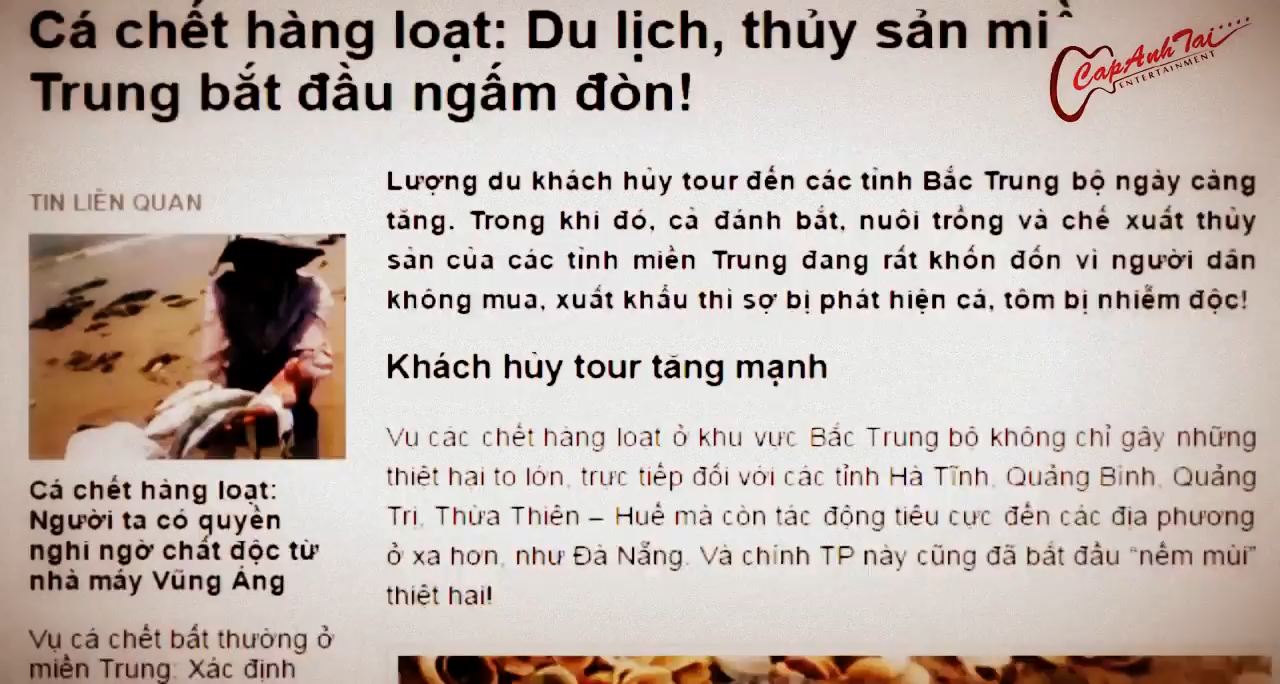 Cá chết hàng loạt: Du lịch, thủy sản mi
Trung bắt đầu ngấm đòn!
CapAnhTai
ENTERTAINMENT
TIN LIÊN QUAN
Lượng du khách hủy tour đến các tỉnh Bắc Trung bộ ngày càng
tăng. Trong khi đó, cả đánh bắt, nuôi trồng và chế xuất thủy
sản của các tỉnh miền Trung đang rất khốn đốn vì người dân
không mua, xuất khẩu thì sợ bị phát hiện cá, tôm bị nhiễm độc!
Khách hủy tour tăng mạnh
Vụ các chết hàng loạt ở khu vực Bắc Trung bộ không chỉ gây những
thiệt hại to lớn, trực tiếp đối với các tỉnh Hà Tĩnh, Quảng Bình, Quảng
Trị, Thừa Thiên – Huế mà còn tác động tiêu cực đến các địa phương
ở xa hơn, như Đà Nẵng. Và chính TP này cũng đã bắt đầu “nếm mùi”
thiệt hại!
Cá chết hàng loạt:
Người ta có quyền
nghi ngờ chất độc từ
nhà máy Vũng Áng
Vụ cá chết bất thường ở
miền Trung: Xác định